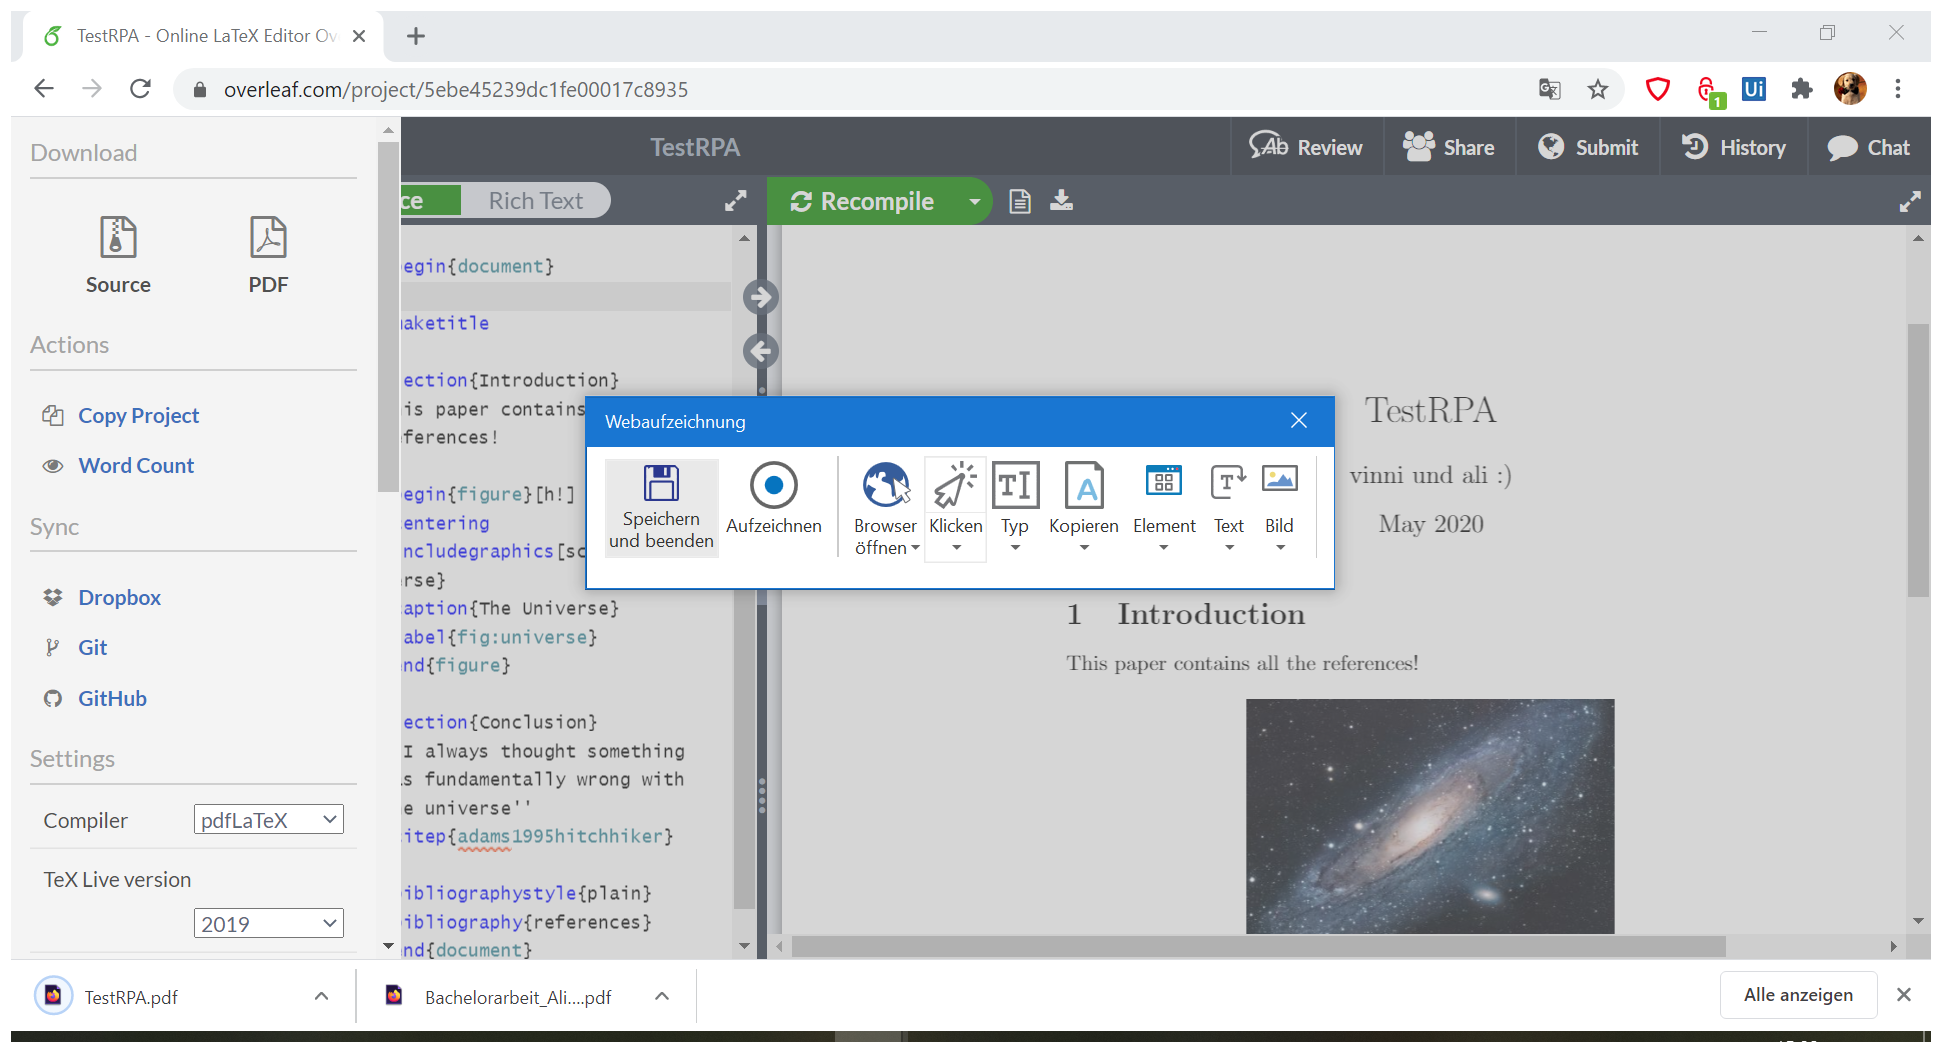 TestRPA - Online LaTeX Editor Ov
overleaf.com/project/5ebe45239dc1fe00017c8935
1
Ui
Download
Source
PDF
Actions
Copy Project
Word Count
Sync
Dropbox
Git
GitHub
Settings
Compiler
pdfLaTeX
TeX Live version
2019
TestRPA
Review
Share
Submit
History
Chat
ce
Rich Text
Recompile
egin{document}
aketitle
ection{Introduction}
is paper contains
ferences!
egin{figure}[h!]
entering
ncludegraphics[sc
rse}
aption{The Universe}
abel{fig:universe}
nd{figure}
ection{Conclusion}
I always thought something
s fundamentally wrong with
e universe''
itep{adams1995hitchhiker}
ibliographystyle{plain}
ibliography{references}
nd{document}
Webaufzeichnung
Speichern
und beenden
Aufzeichnen
Browser
öffnen
Klicken
Typ
Kopieren
Element
Text
Bild
TestRPA
vinni und ali :)
May 2020
1 Introduction
This paper contains all the references!
TestRPA.pdf
Bachelorarbeit_Ali....pdf
Alle anzeigen